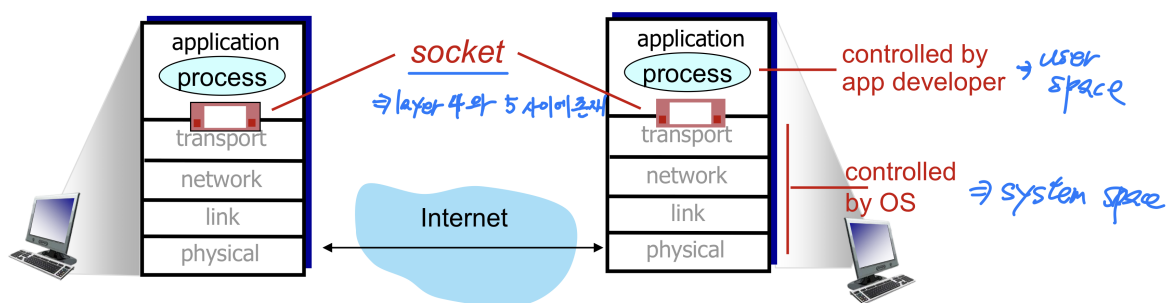 application
process
transport
network
link
physical
socket
⇒ layer 4와 5 사이에 존재
Internet
application
process
transport
network
link
physical
controlled by
app developer
→ user
space
controlled
by OS
⇒ system space